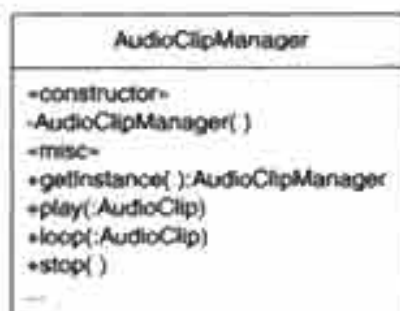 AudioClipManager
«constructor»
-AudioClipManager( )
«misc»
+getInstance( ):AudioClipManager
+play(:AudioClip)
+loop(:AudioClip)
+stop( )
...